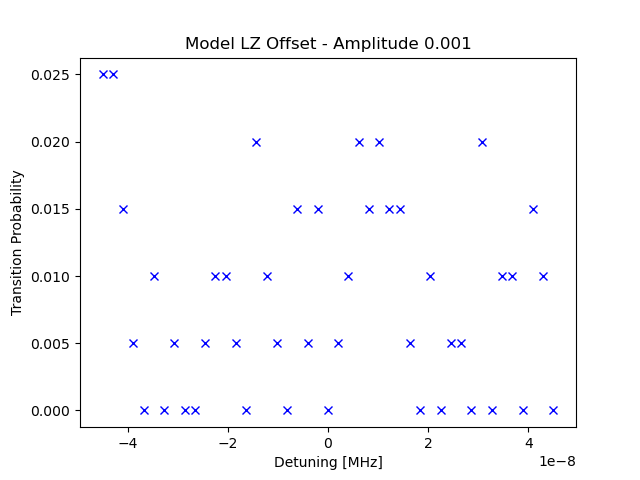 Model LZ Offset - Amplitude 0.001
0.025
0.020
0.015
0.010
0.005
0.000
Transition Probability
−4
−2
0
2
4
1e−8
Detuning [MHz]